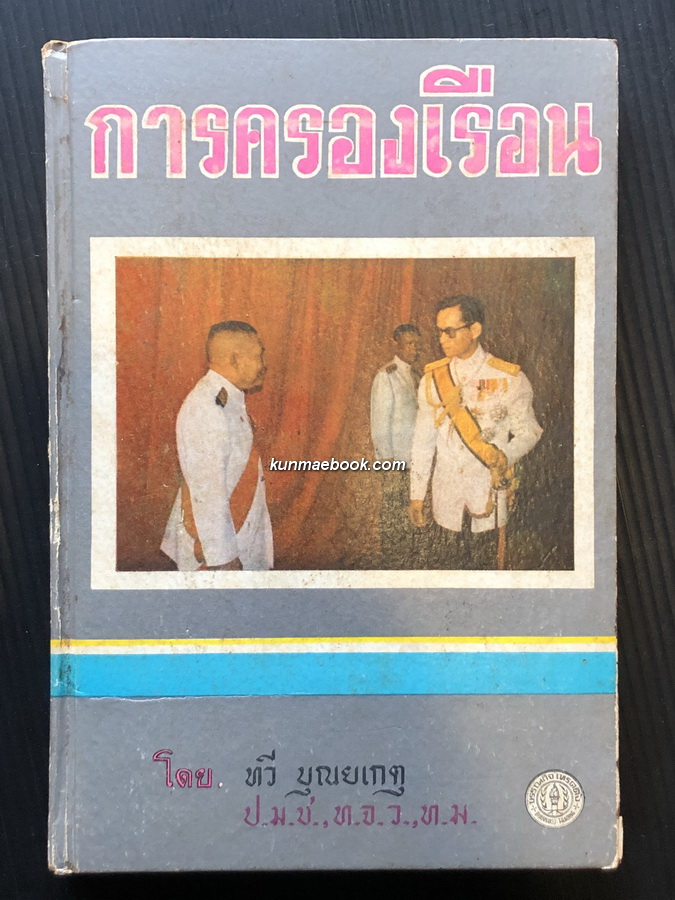 การครองเรือน
kunmaebook.com
โดย ทวี บุณยเกตุ
ป.ม.ช., ท.จ.ว., ท.ม.